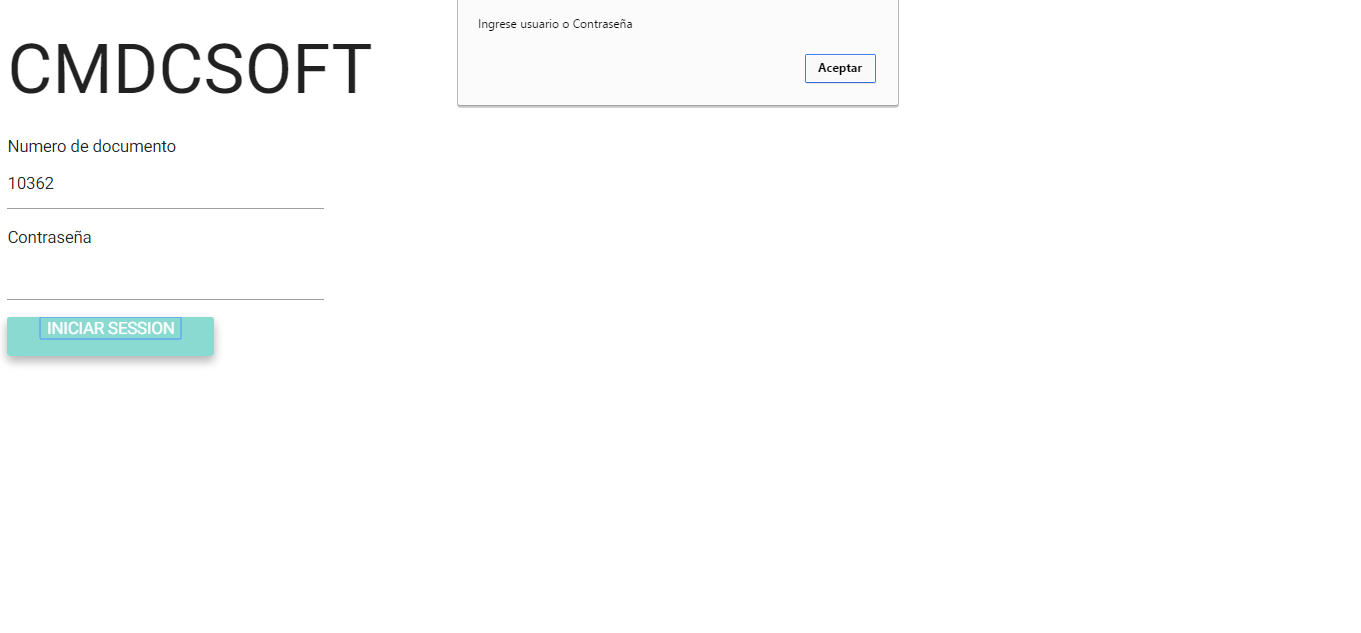 CMDCSOFT
Ingrese usuario o Contraseña
Aceptar
Numero de documento
10362
Contraseña
INICIAR SESSION